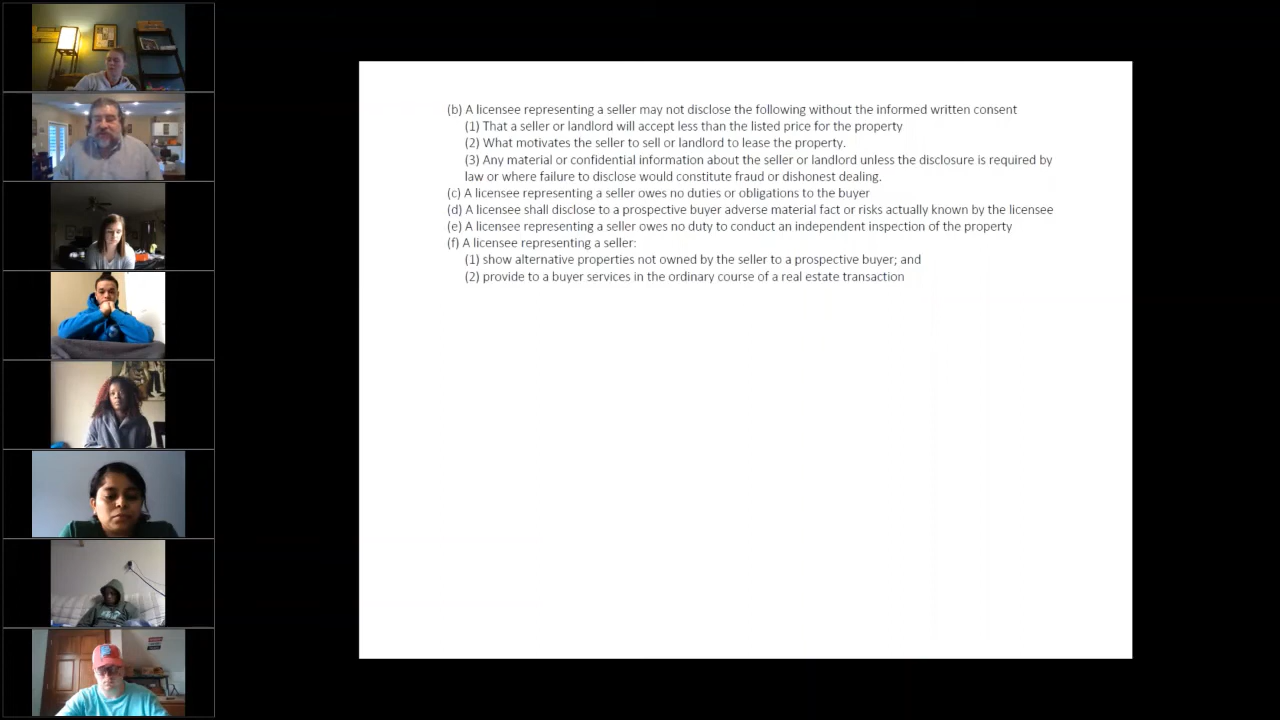 (b) A licensee representing a seller may not disclose the following without the informed written consent
(1) That a seller or landlord will accept less than the listed price for the property
(2) What motivates the seller to sell or landlord to lease the property.
(3) Any material or confidential information about the seller or landlord unless the disclosure is required by
law or where failure to disclose would constitute fraud or dishonest dealing.
(c) A licensee representing a seller owes no duties or obligations to the buyer
(d) A licensee shall disclose to a prospective buyer adverse material fact or risks actually known by the licensee
(e) A licensee representing a seller owes no duty to conduct an independent inspection of the property
(f) A licensee representing a seller:
(1) show alternative properties not owned by the seller to a prospective buyer; and
(2) provide to a buyer services in the ordinary course of a real estate transaction